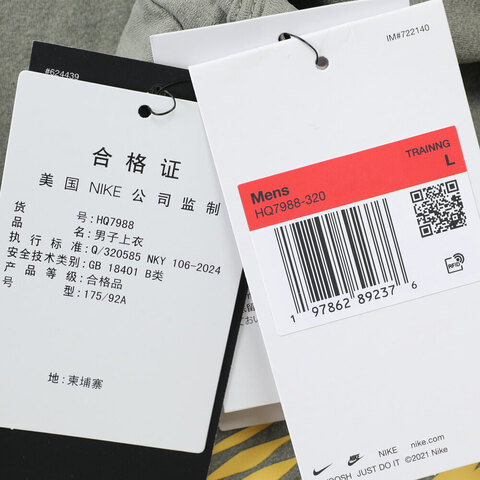 #624439
合格证
美国 NIKE 公司监制
货 号:HQ7988
品 名:男子上衣
执行标准:Q/320585 NKY 106-2024
安全技术类别:GB 18401 B类
产品等级:合格品
号 型:175/92A
地:柬埔寨
IM#722140
TRAINNG
L
Mens
HQ7988-320
1 97862 89237 6
RFID
NIKE nike.com
OOSH JUST DO IT ©2021 Nike,